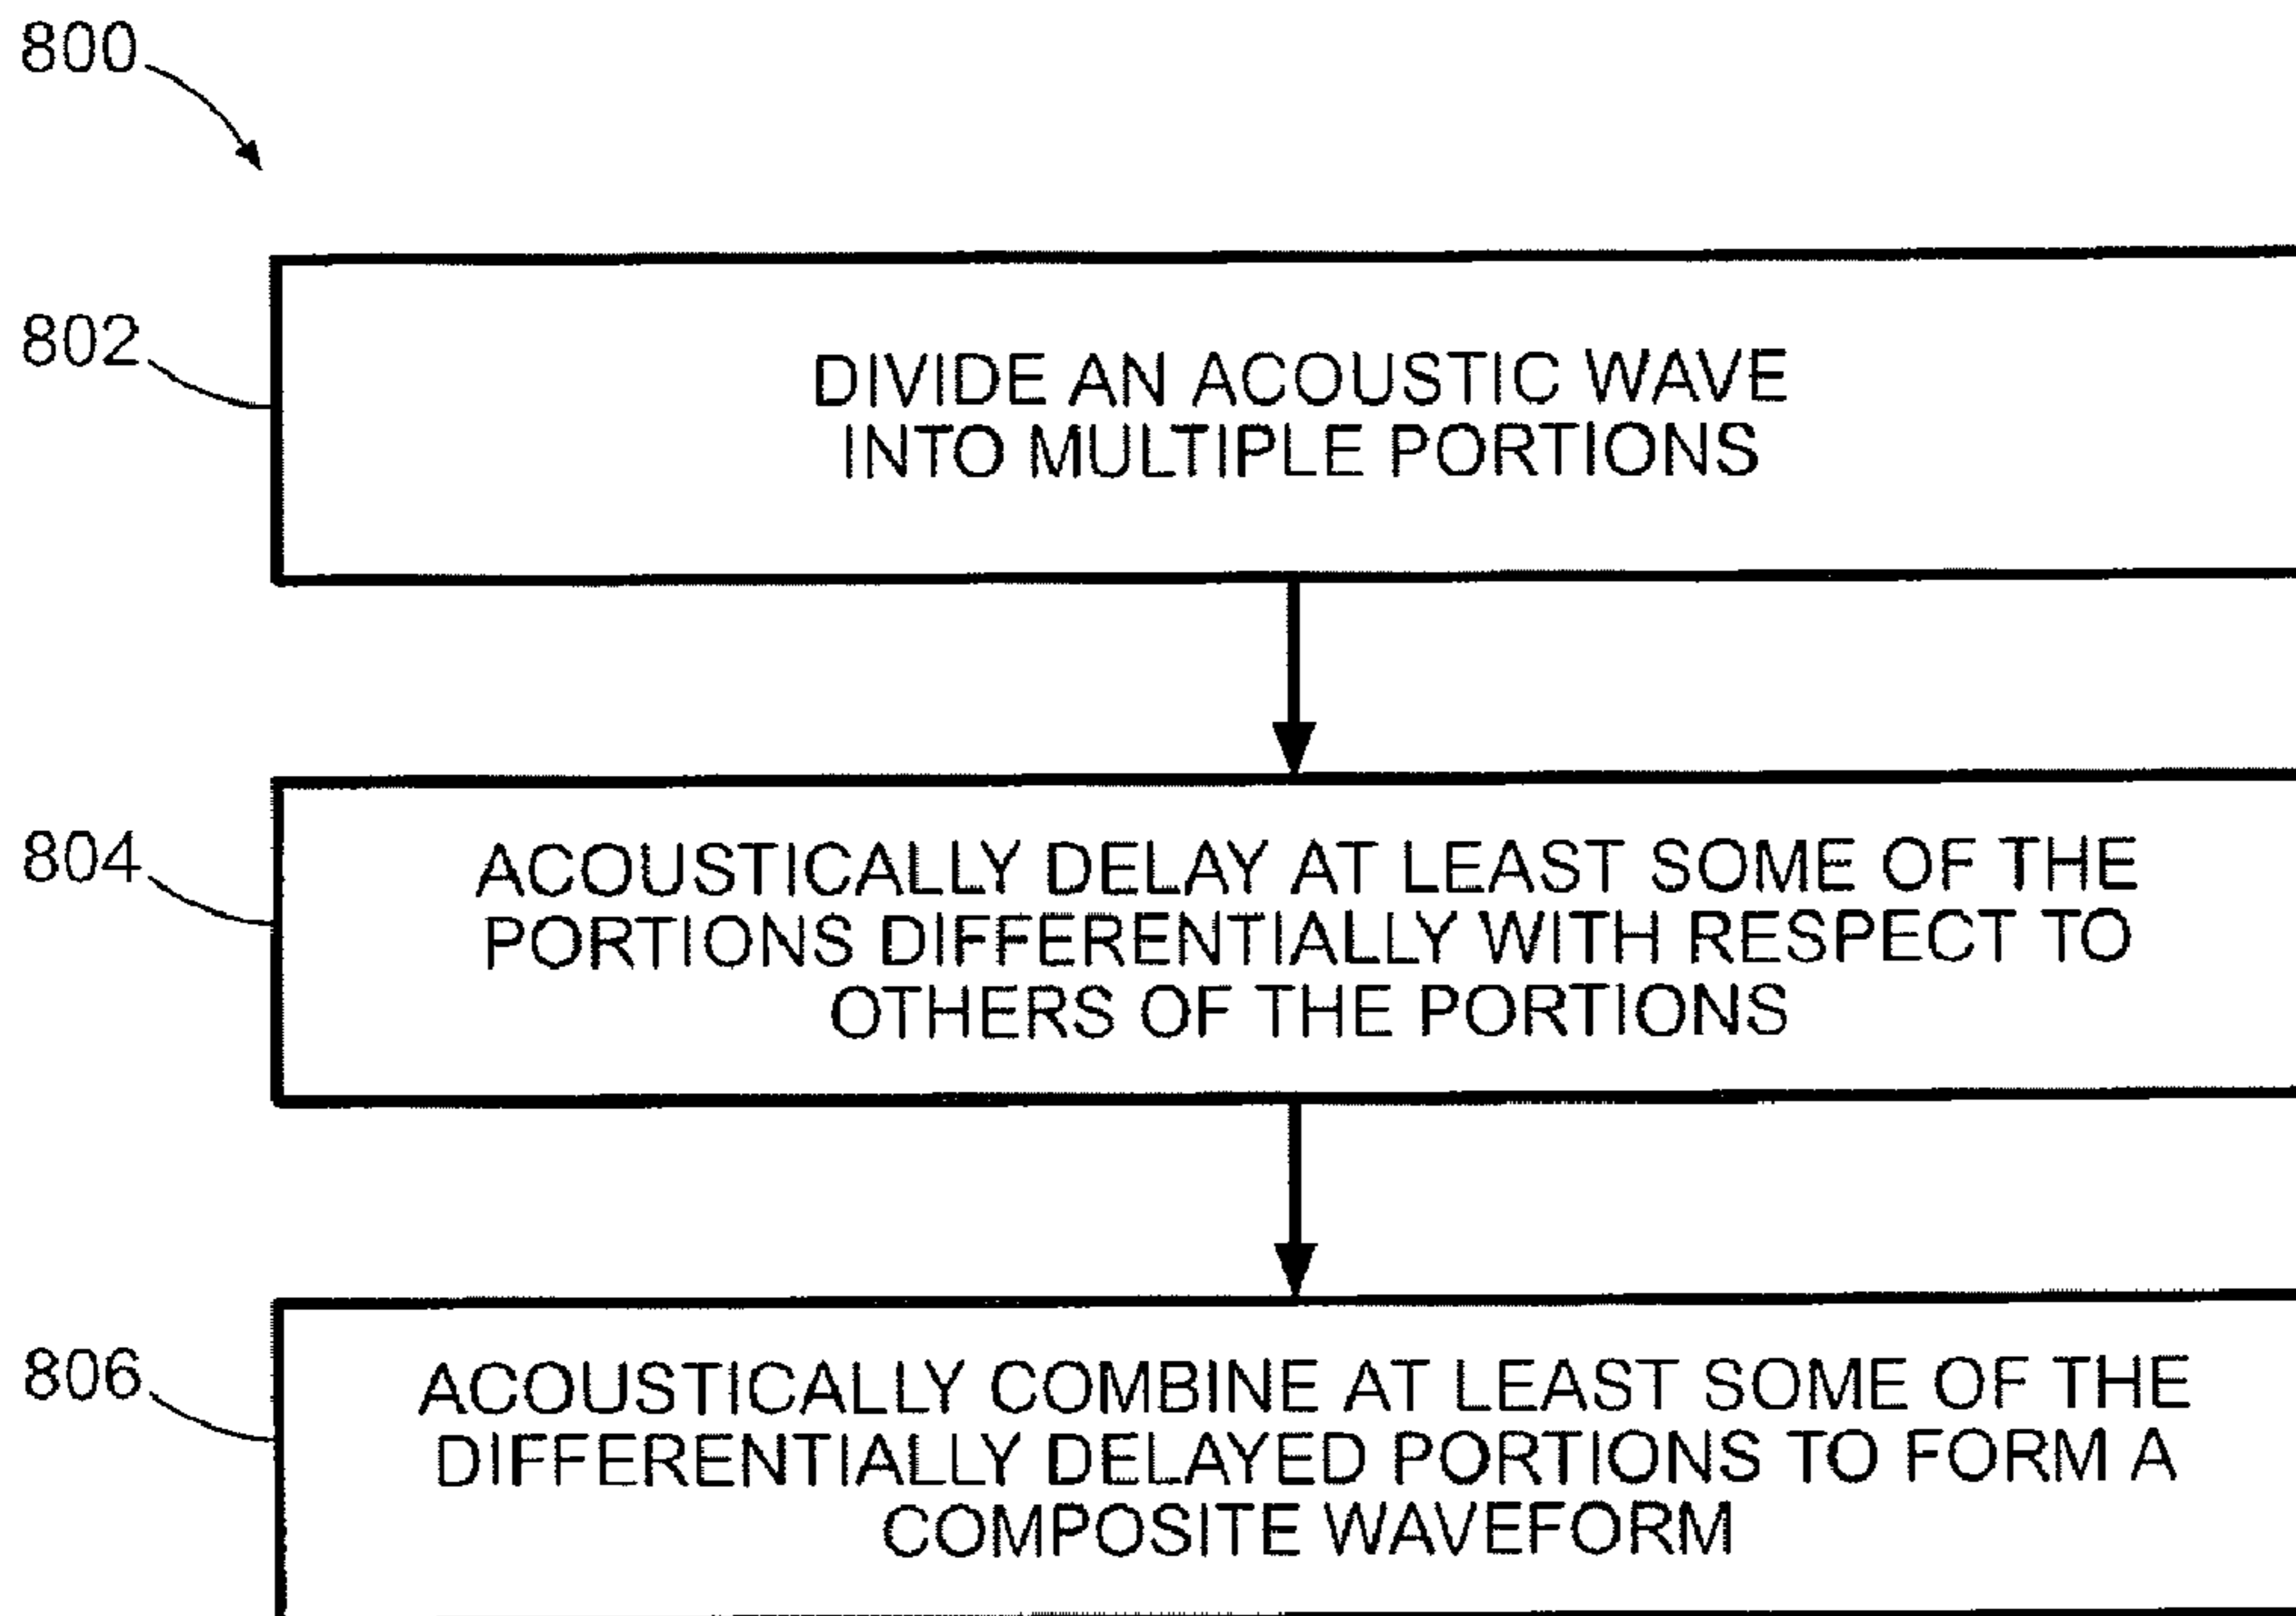 800
802
DIVIDE AN ACOUSTIC WAVE
INTO MULTIPLE PORTIONS
804
ACOUSTICALLY DELAY AT LEAST SOME OF THE
PORTIONS DIFFERENTIALLY WITH RESPECT TO
OTHERS OF THE PORTIONS
806
ACOUSTICALLY COMBINE AT LEAST SOME OF THE
DIFFERENTIALLY DELAYED PORTIONS TO FORM A
COMPOSITE WAVEFORM